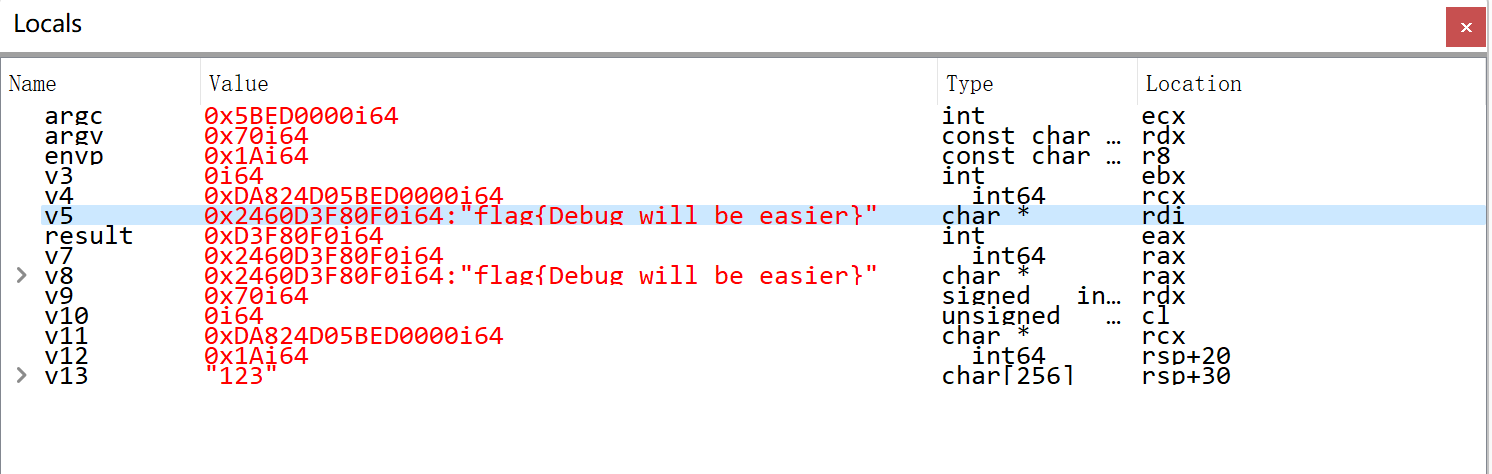 Locals
Name Value Type Location
argc 0x5BED0000i64 int ecx
argv 0x70i64 const char … rdx
envp 0x1Ai64 const char … r8
v3 0i64 int ebx
v4 0xDA824D05BED0000i64 int64 rcx
v5 0x2460D3F80F0i64:"flag{Debug will be easier}" char * rdi
result 0xD3F80F0i64 int eax
v7 0x2460D3F80F0i64 int64 rax
v8 0x2460D3F80F0i64:"flag{Debug will be easier}" char * rax
v9 0x70i64 signed in… rdx
v10 0i64 unsigned … cl
v11 0xDA824D05BED0000i64 char * rcx
v12 0x1Ai64 int64 rsp+20
v13 "123" char[256] rsp+30